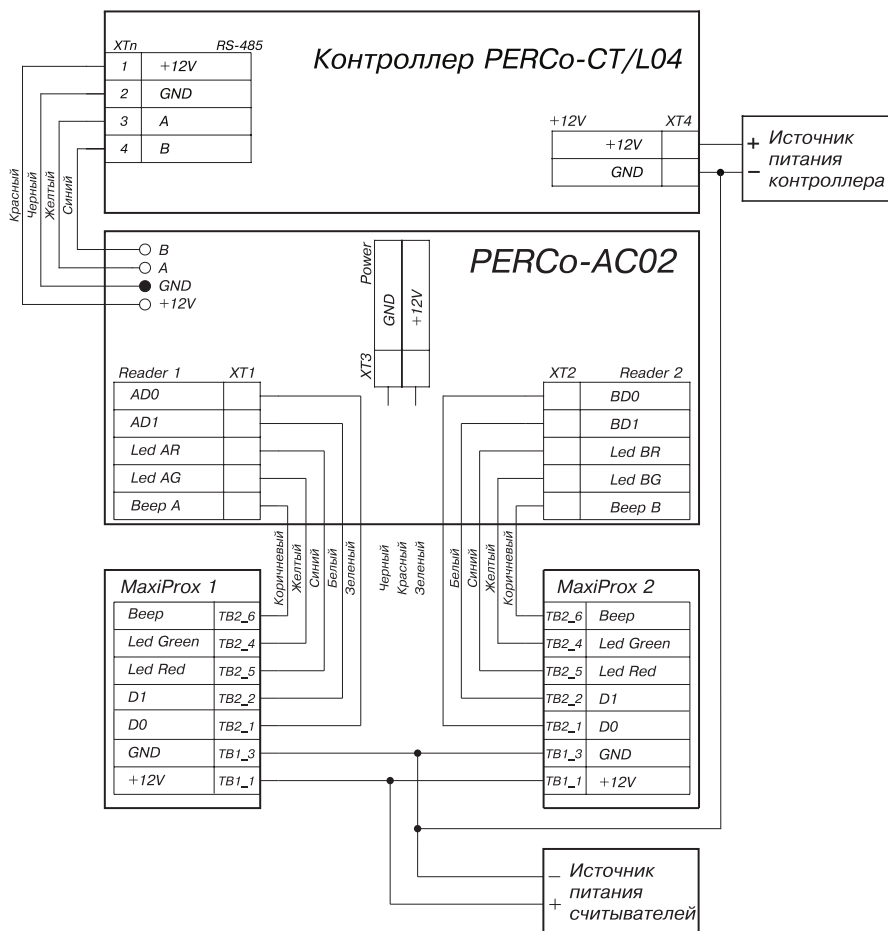 XTn RS-485
1 +12V
2 GND
3 A
4 B
Контроллер PERCo-CT/L04
+12V XT4
+12V
GND
+ Источник
− питания
контроллера
Красный
Черный
Желтый
Синий
B
A
GND
+12V
Power
GND
+12V
XT3
PERCo-AC02
Reader 1 XT1
AD0
AD1
Led AR
Led AG
Beep A
XT2 Reader 2
BD0
BD1
Led BR
Led BG
Beep B
Коричневый
Желтый
Синий
Белый
Зеленый
Черный
Красный
Зеленый
Белый
Синий
Желтый
Коричневый
MaxiProx 1
Beep TB2_6
Led Green TB2_4
Led Red TB2_5
D1 TB2_2
D0 TB2_1
GND TB1_3
+12V TB1_1
MaxiProx 2
TB2_6 Beep
TB2_4 Led Green
TB2_5 Led Red
TB2_2 D1
TB2_1 D0
TB1_3 GND
TB1_1 +12V
− Источник
питания
+ считывателей